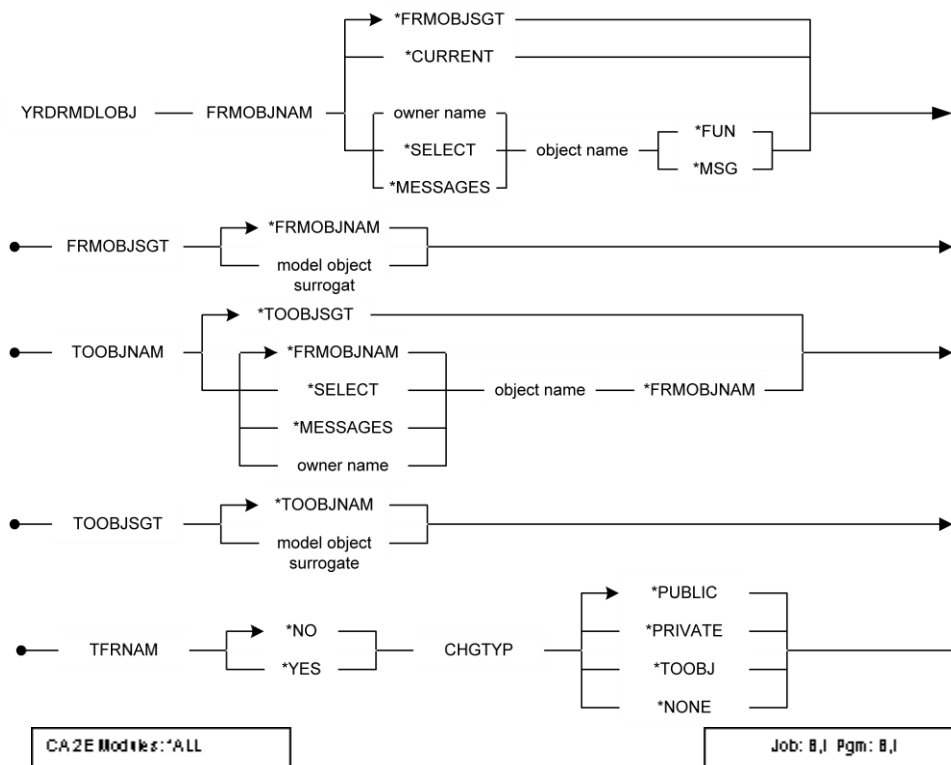 *FRMOBJSGT
*CURRENT
YRDRMDLOBJ
FRMOBJNAM
owner name
*SELECT
*MESSAGES
object name
*FUN
*MSG
FRMOBJSGT
*FRMOBJNAM
model object
surrogat
TOOBJNAM
*TOOBJSGT
*FRMOBJNAM
*SELECT
*MESSAGES
owner name
object name
*FRMOBJNAM
TOOBJSGT
*TOOBJNAM
model object
surrogate
TFRNAM
*NO
*YES
CHGTYP
*PUBLIC
*PRIVATE
*TOOBJ
*NONE
CA 2E Modules: *ALL
Job: B,I Pgm: B,I